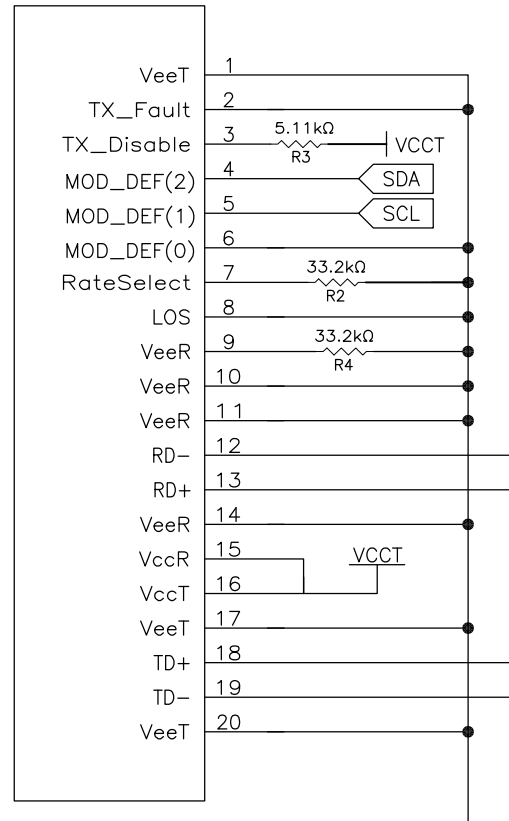 VeeT 1
TX_Fault 2
TX_Disable 3 5.11kΩ R3 VCCT
MOD_DEF(2) 4 SDA
MOD_DEF(1) 5 SCL
MOD_DEF(0) 6
RateSelect 7 33.2kΩ R2
LOS 8
VeeR 9 33.2kΩ R4
VeeR 10
VeeR 11
RD- 12
RD+ 13
VeeR 14
VccR 15 VCCT
VccT 16
VeeT 17
TD+ 18
TD- 19
VeeT 20